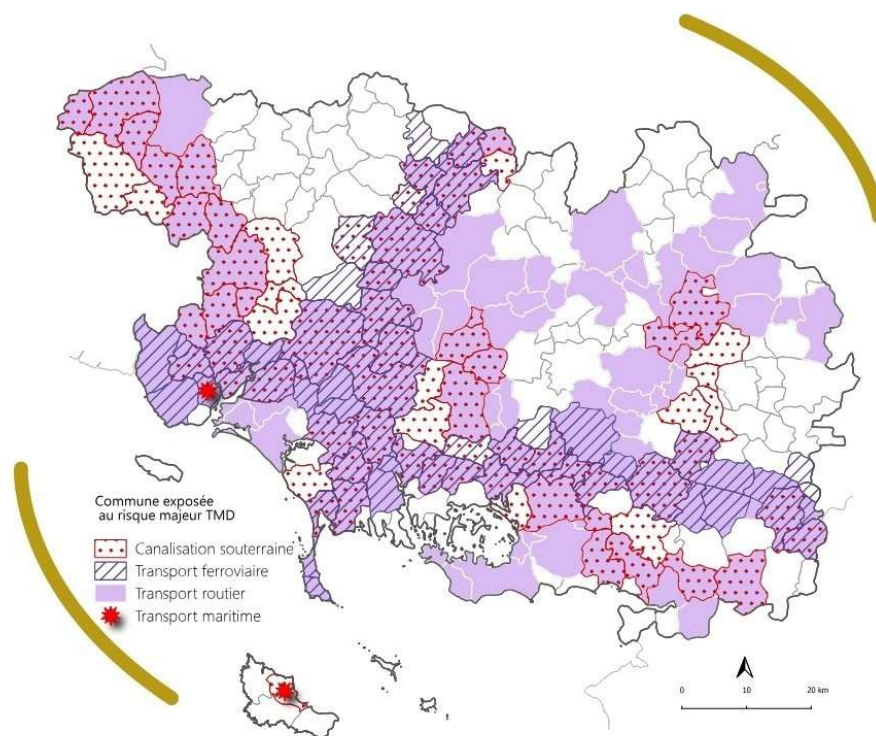 Commune exposée
au risque majeur TMD
Canalisation souterraine
Transport ferroviaire
Transport routier
Transport maritime
0 10 20 km